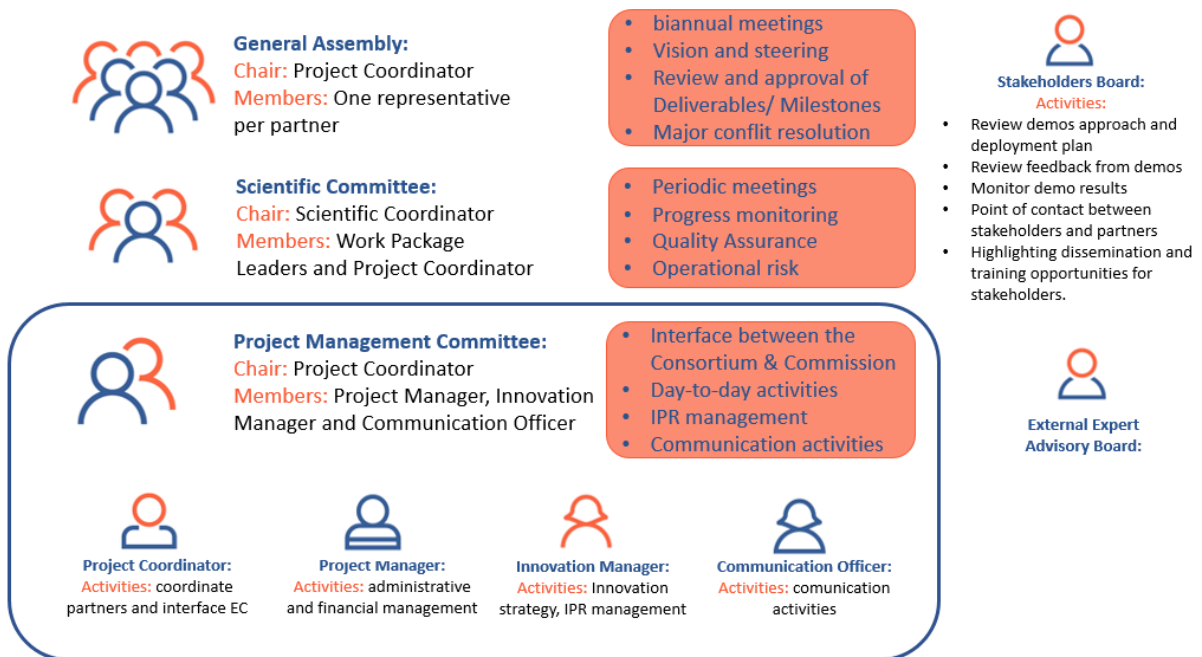 General Assembly:
Chair: Project Coordinator
Members: One representative
per partner
• biannual meetings
• Vision and steering
• Review and approval of
Deliverables/ Milestones
• Major conflit resolution
Scientific Committee:
Chair: Scientific Coordinator
Members: Work Package
Leaders and Project Coordinator
• Periodic meetings
• Progress monitoring
• Quality Assurance
• Operational risk
Project Management Committee:
Chair: Project Coordinator
Members: Project Manager, Innovation
Manager and Communication Officer
• Interface between the
Consortium & Commission
• Day-to-day activities
• IPR management
• Communication activities
Project Coordinator:
Activities: coordinate
partners and interface EC
Project Manager:
Activities: administrative
and financial management
Innovation Manager:
Activities: Innovation
strategy, IPR management
Communication Officer:
Activities: comunication
activities
Stakeholders Board:
Activities:
• Review demos approach and
deployment plan
• Review feedback from demos
• Monitor demo results
• Point of contact between
stakeholders and partners
• Highlighting dissemination and
training opportunities for
stakeholders.
External Expert
Advisory Board: